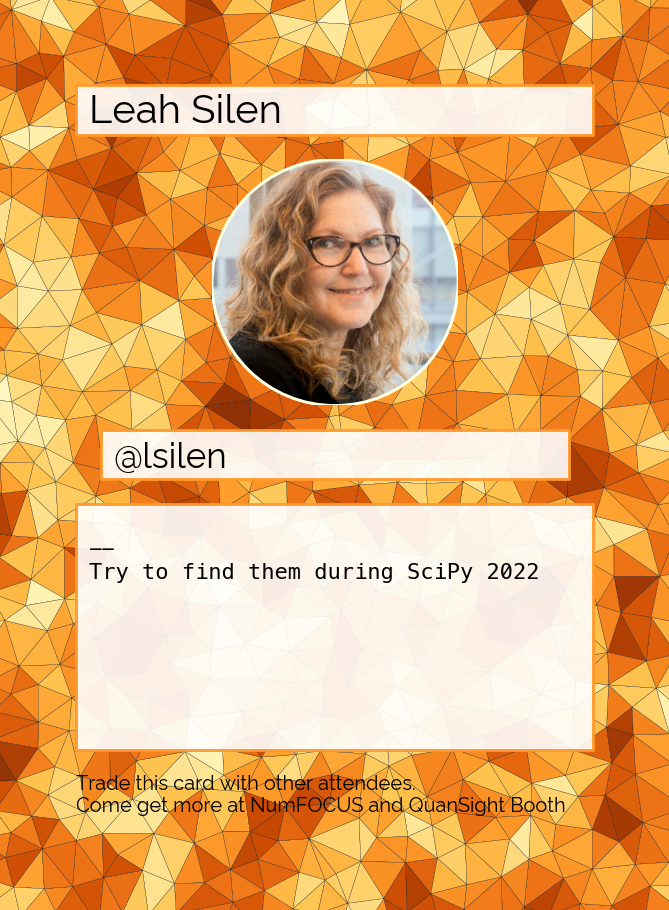 Leah Silen
@lsilen
__
Try to find them during SciPy 2022
Trade this card with other attendees.
Come get more at NumFOCUS and QuanSight Booth